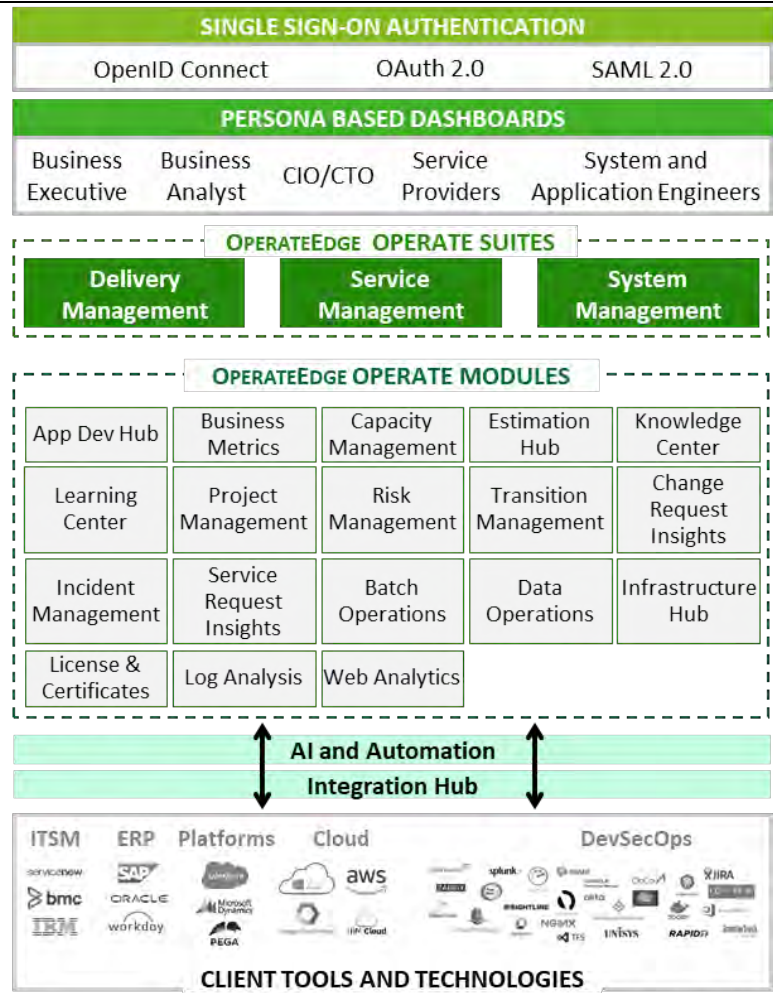 SINGLE SIGN-ON AUTHENTICATION
OpenID Connect OAuth 2.0 SAML 2.0
PERSONA BASED DASHBOARDS
Business Executive
Business Analyst
CIO/CTO
Service Providers
System and Application Engineers
OPERATEEDGE OPERATE SUITES
Delivery Management
Service Management
System Management
OPERATEEDGE OPERATE MODULES
App Dev Hub
Business Metrics
Capacity Management
Estimation Hub
Knowledge Center
Learning Center
Project Management
Risk Management
Transition Management
Change Request Insights
Incident Management
Service Request Insights
Batch Operations
Data Operations
Infrastructure Hub
License & Certificates
Log Analysis
Web Analytics
AI and Automation
Integration Hub
ITSM ERP Platforms Cloud DevSecOps
servicenow
bmc
IBM
SAP
ORACLE
workday
salesforce
Microsoft Dynamics
PEGA
aws
IBM Cloud
splunk
JIRA
okta
NGINX
TFS
UNISYS
RAPID7
CLIENT TOOLS AND TECHNOLOGIES